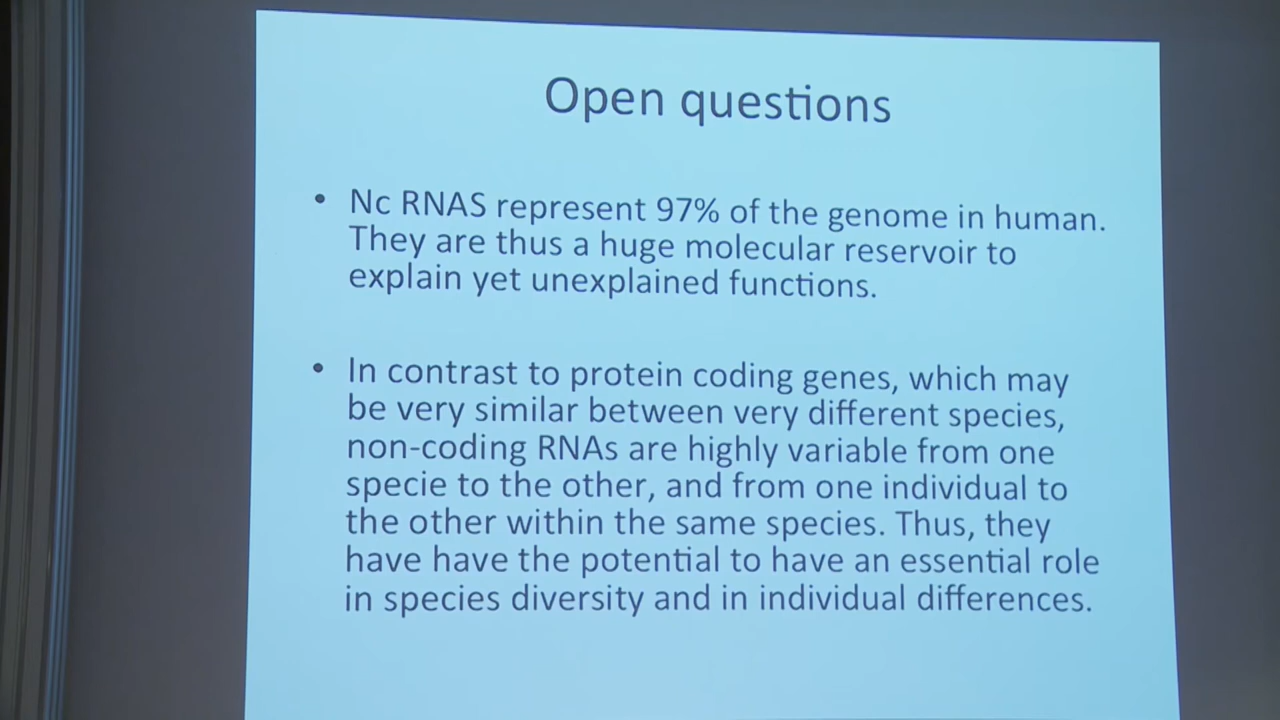 Open questions
• Nc RNAS represent 97% of the genome in human.
They are thus a huge molecular reservoir to
explain yet unexplained functions.
• In contrast to protein coding genes, which may
be very similar between very different species,
non-coding RNAs are highly variable from one
specie to the other, and from one individual to
the other within the same species. Thus, they
have have the potential to have an essential role
in species diversity and in individual differences.